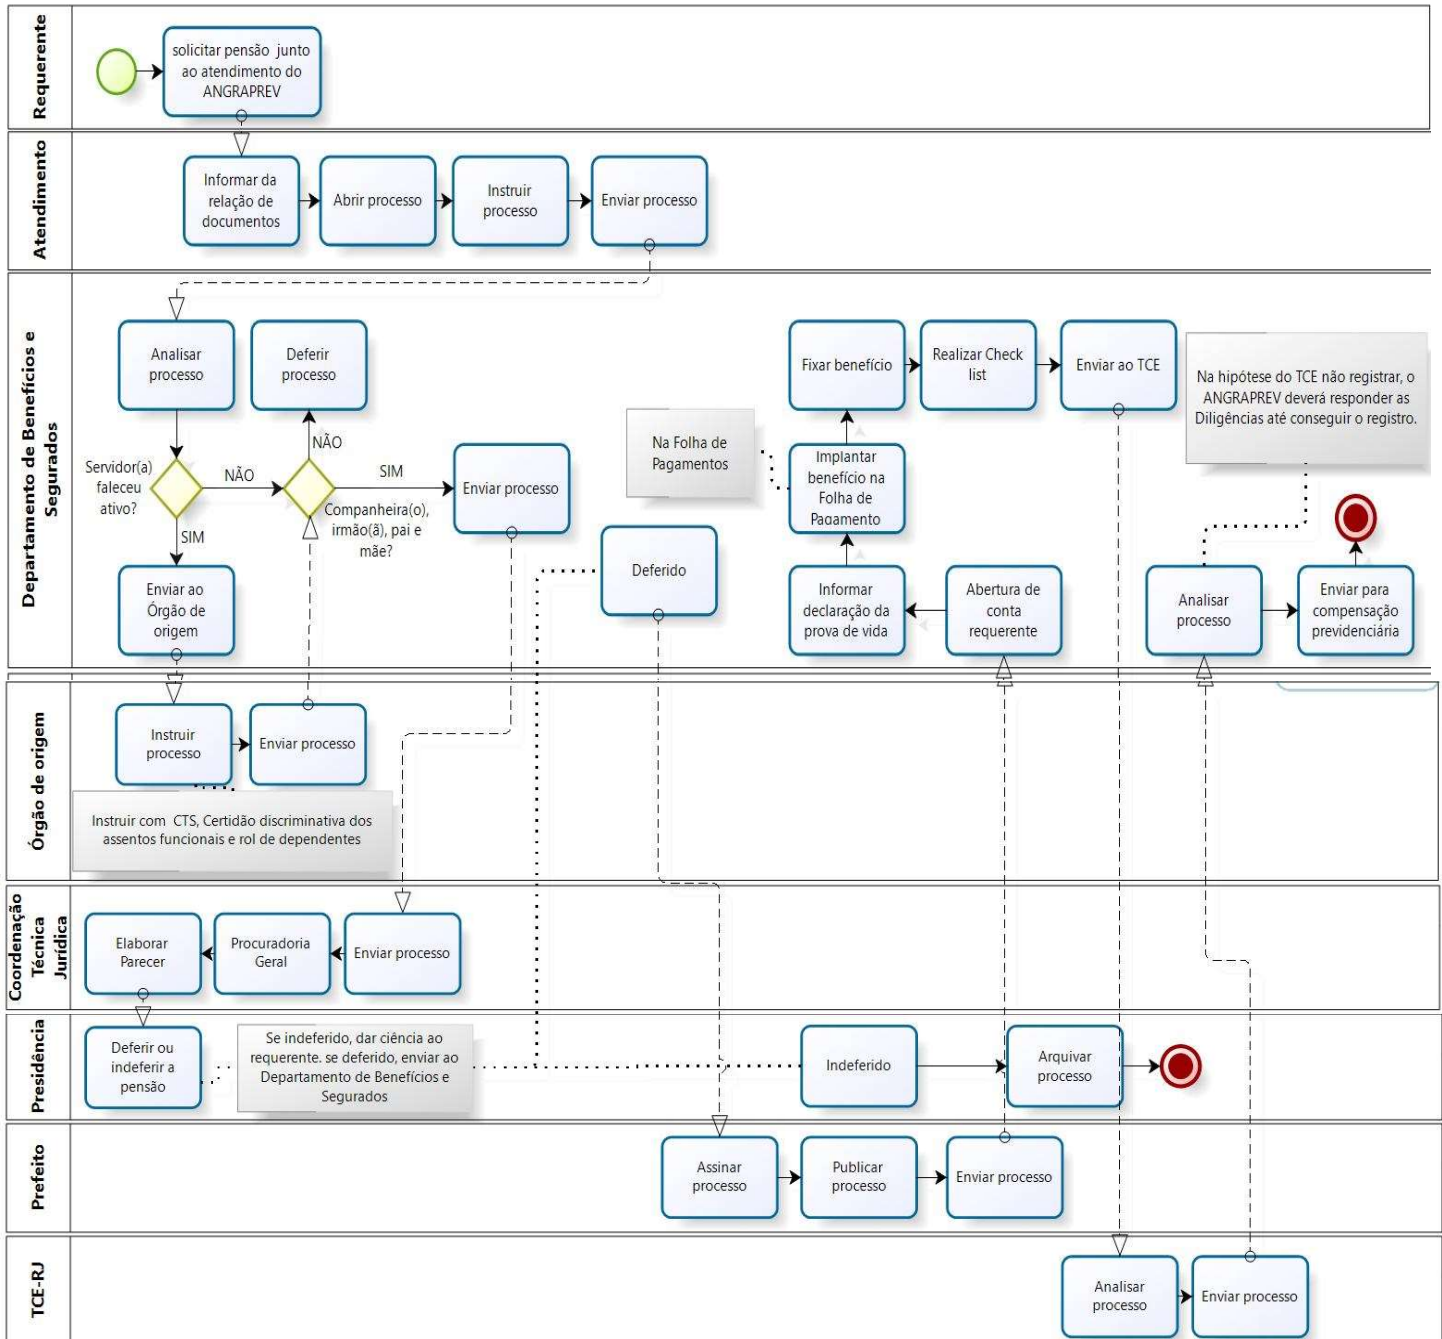 Requerente
solicitar pensão junto
ao atendimento do
ANGRAPREV
Atendimento
Informar da
relação de
documentos
Abrir processo
Instruir
processo
Enviar processo
Departamento de Benefícios e
Segurados
Analisar
processo
Deferir
processo
Servidor(a)
faleceu
ativo?
NÃO
SIM
NÃO
SIM
Companheira(o),
irmão(ã), pai e
mãe?
Enviar processo
Enviar ao
Órgão de
origem
Deferido
Na Folha de
Pagamentos
Fixar benefício
Realizar Check
list
Enviar ao TCE
Implantar
benefício na
Folha de
Pagamento
Informar
declaração da
prova de vida
Abertura de
conta
requerente
Na hipótese do TCE não registrar, o
ANGRAPREV deverá responder as
Diligências até conseguir o registro.
Analisar
processo
Enviar para
compensação
previdenciária
Órgão de origem
Instruir
processo
Enviar processo
Instruir com CTS, Certidão discriminativa dos
assentos funcionais e rol de dependentes
Coordenação
Técnica
Jurídica
Elaborar
Parecer
Procuradoria
Geral
Enviar processo
Presidência
Deferir ou
indeferir a
pensão
Se indeferido, dar ciência ao
requerente. se deferido, enviar ao
Departamento de Benefícios e
Segurados
Indeferido
Arquivar
processo
Prefeito
Assinar
processo
Publicar
processo
Enviar processo
TCE-RJ
Analisar
processo
Enviar processo